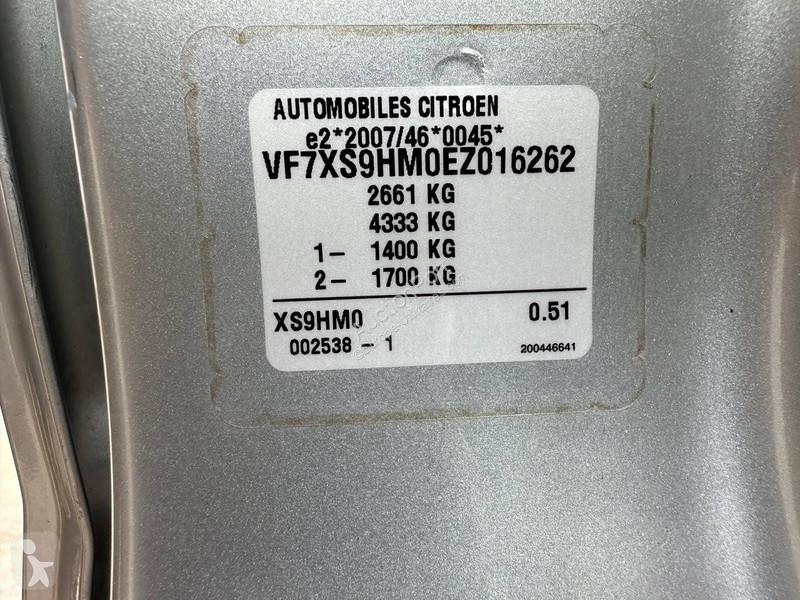 AUTOMOBILES CITROEN
e2*2007/46*0045*
VF7XS9HM0EZ016262
2661 KG
4333 KG
1- 1400 KG
2- 1700 KG
XS9HM0 0.51
002538 - 1 200446641